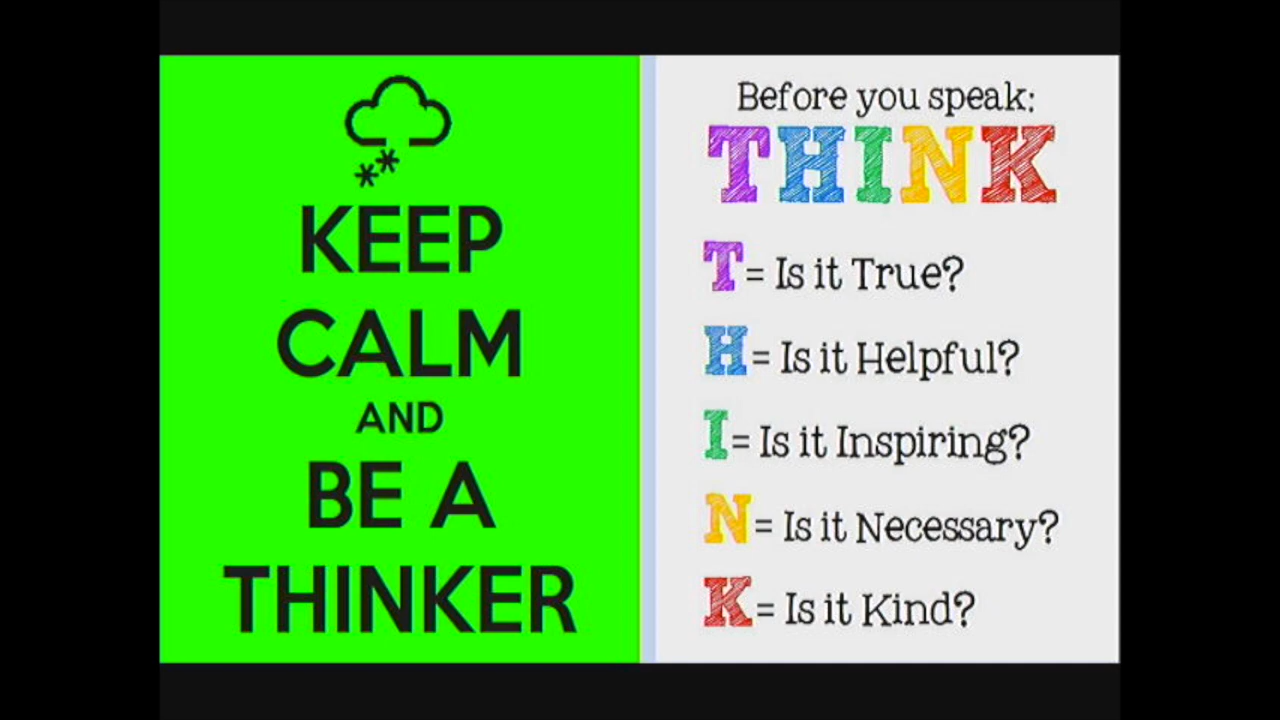 KEEP
CALM
AND
BE A
THINKER
Before you speak:
THINK
T= Is it True?
H= Is it Helpful?
I= Is it Inspiring?
N= Is it Necessary?
K= Is it Kind?